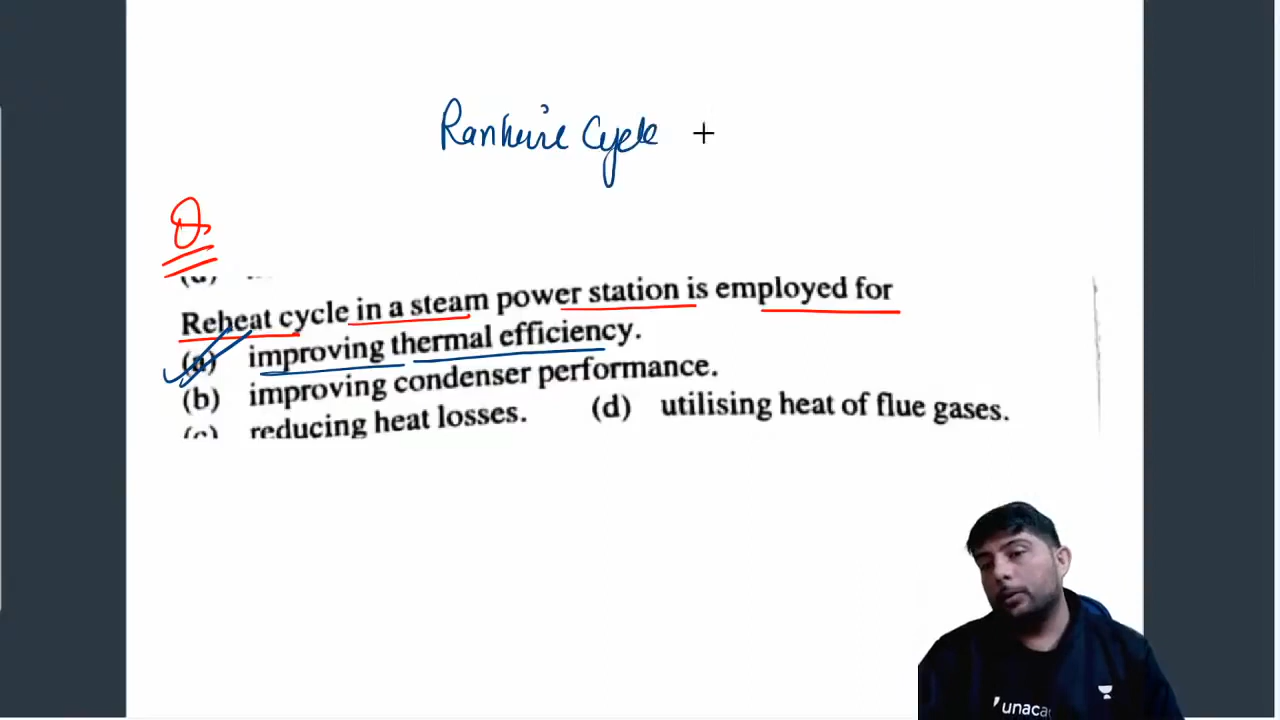 Rankine Cycle +
Q.
Reheat cycle in a steam power station is employed for
(a) improving thermal efficiency.
(b) improving condenser performance.
(c) reducing heat losses. (d) utilising heat of flue gases.
unaca